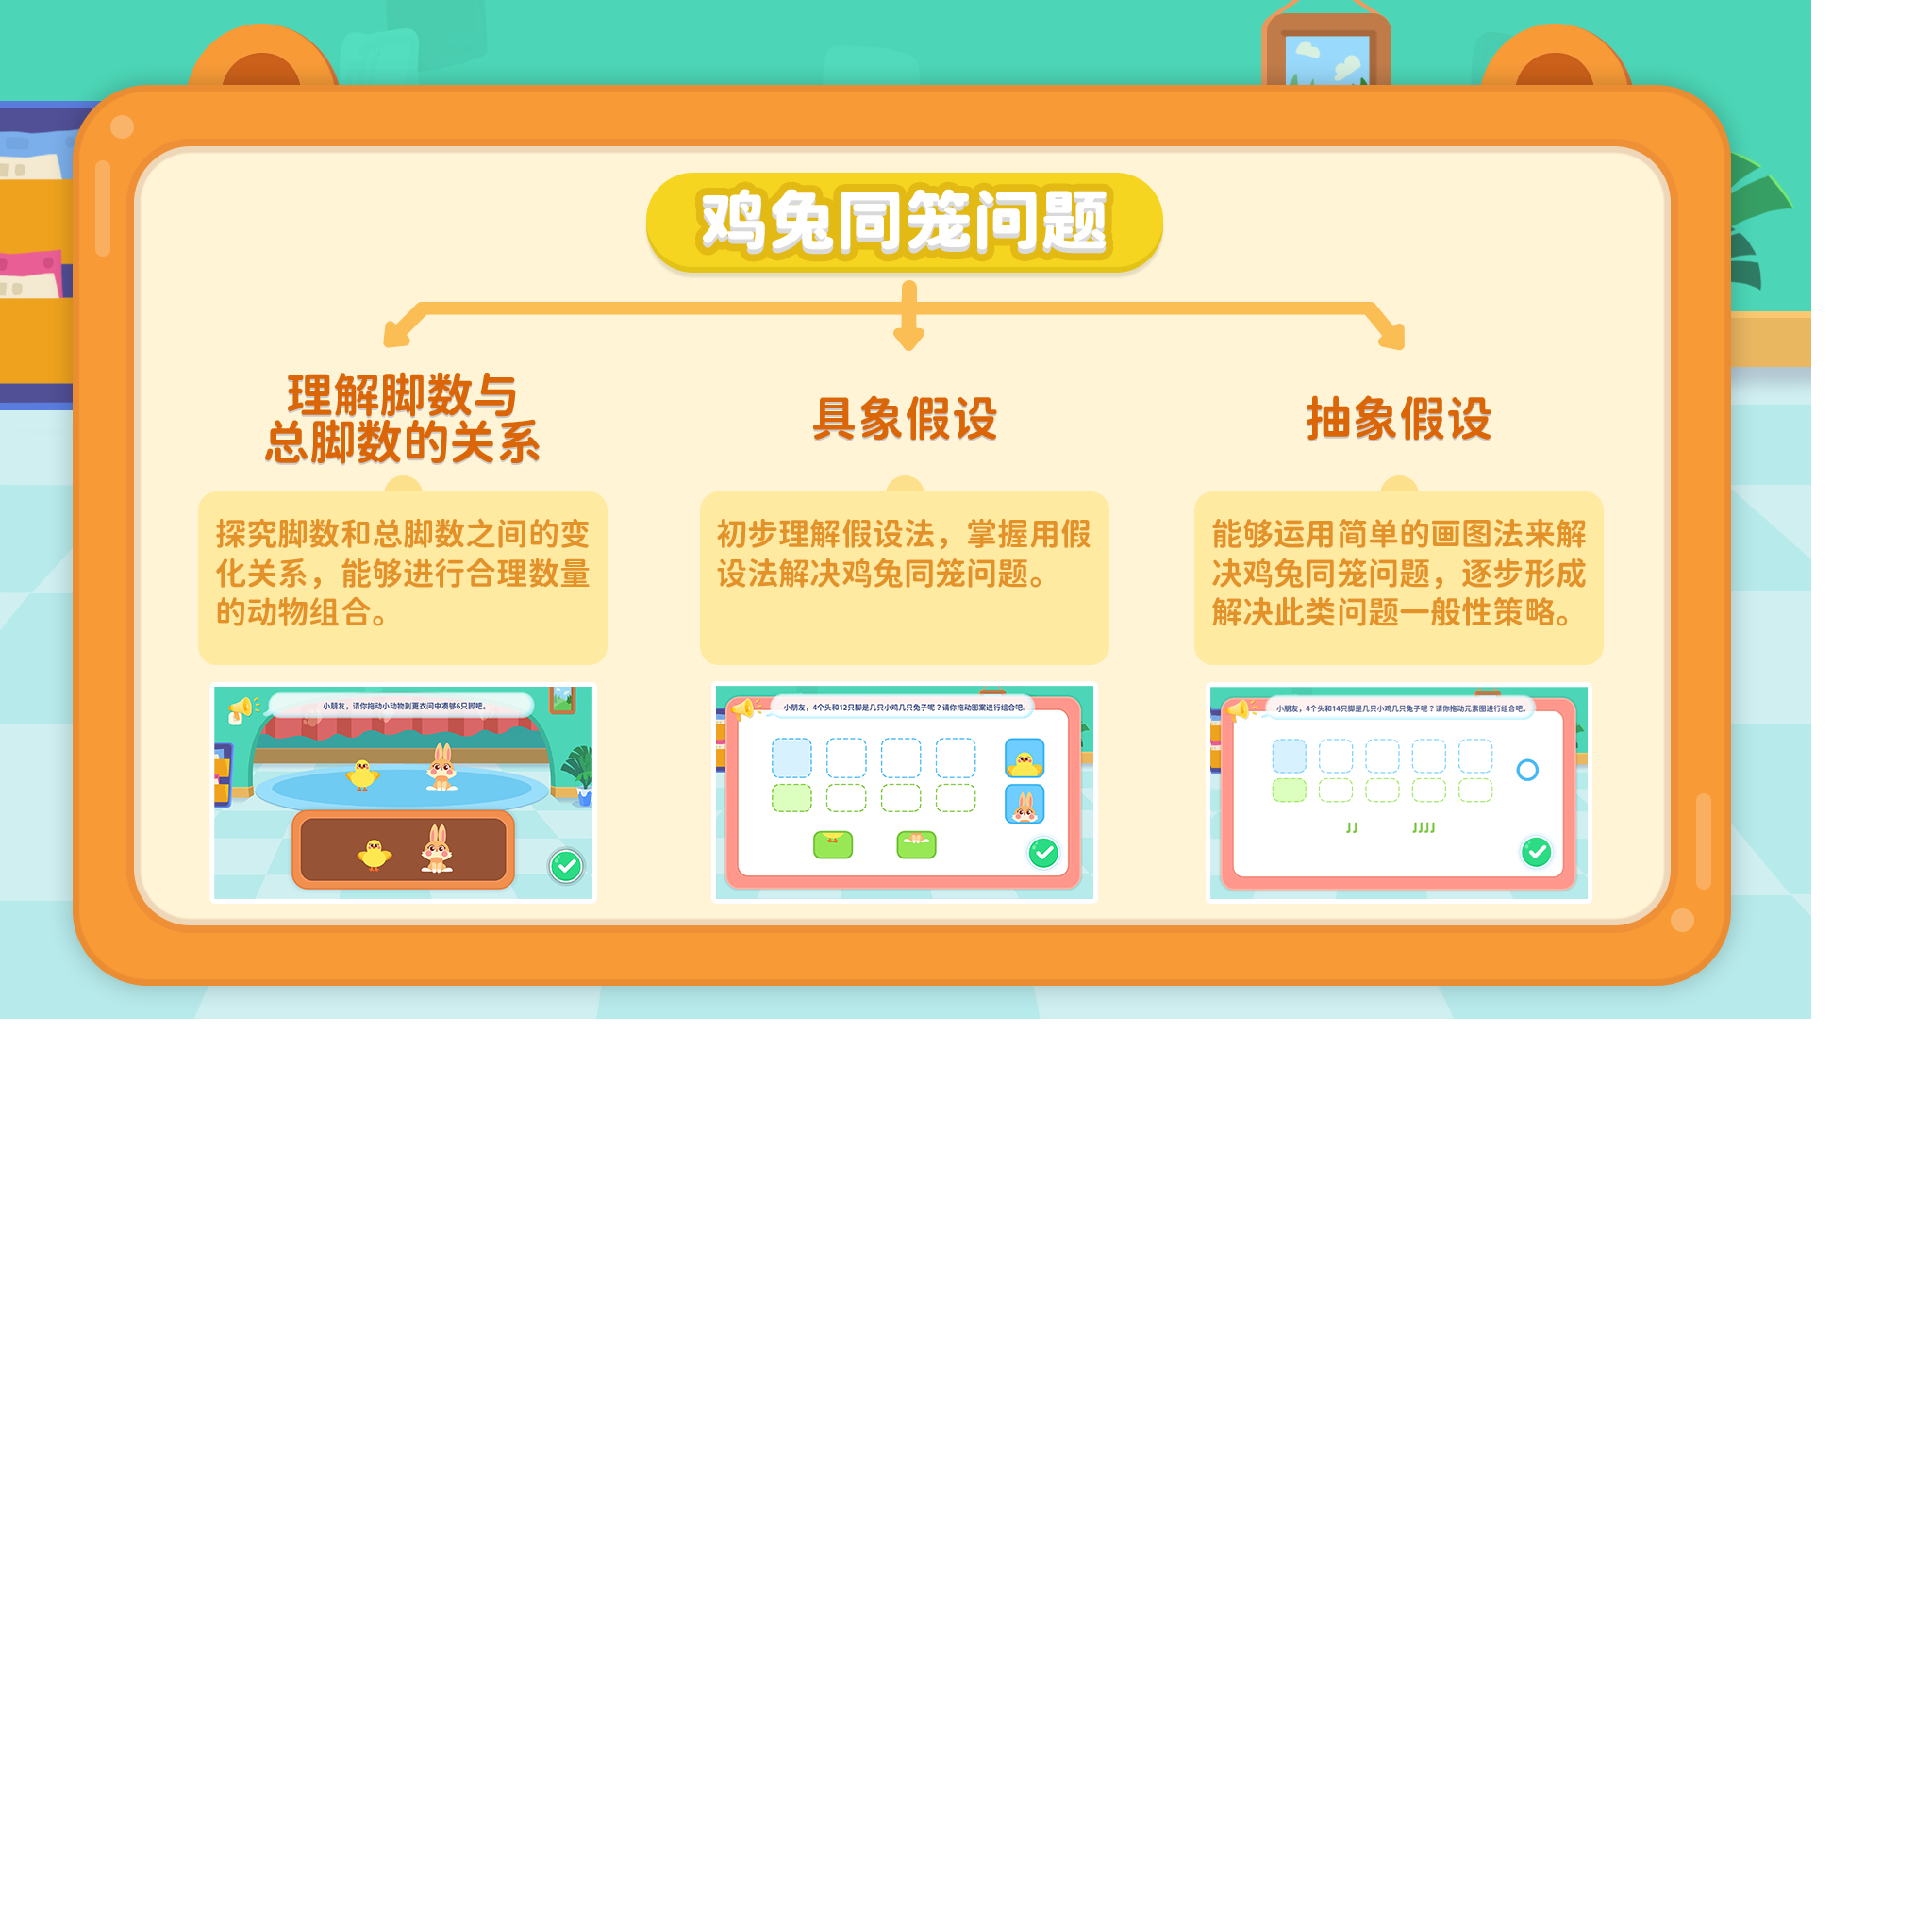 鸡兔同笼问题
理解脚数与
总脚数的关系
探究脚数和总脚数之间的变
化关系，能够进行合理数量
的动物组合。
小朋友，请你拖动小动物到更衣间中凑够6只脚吧。
具象假设
初步理解假设法，掌握用假
设法解决鸡兔同笼问题。
小朋友，4个头和12只脚是几只小鸡几只兔子呢？请你拖动图案进行组合吧。
抽象假设
能够运用简单的画图法来解
决鸡兔同笼问题，逐步形成
解决此类问题一般性策略。
小朋友，4个头和14只脚是几只小鸡几只兔子呢？请你拖动元素图进行组合吧。